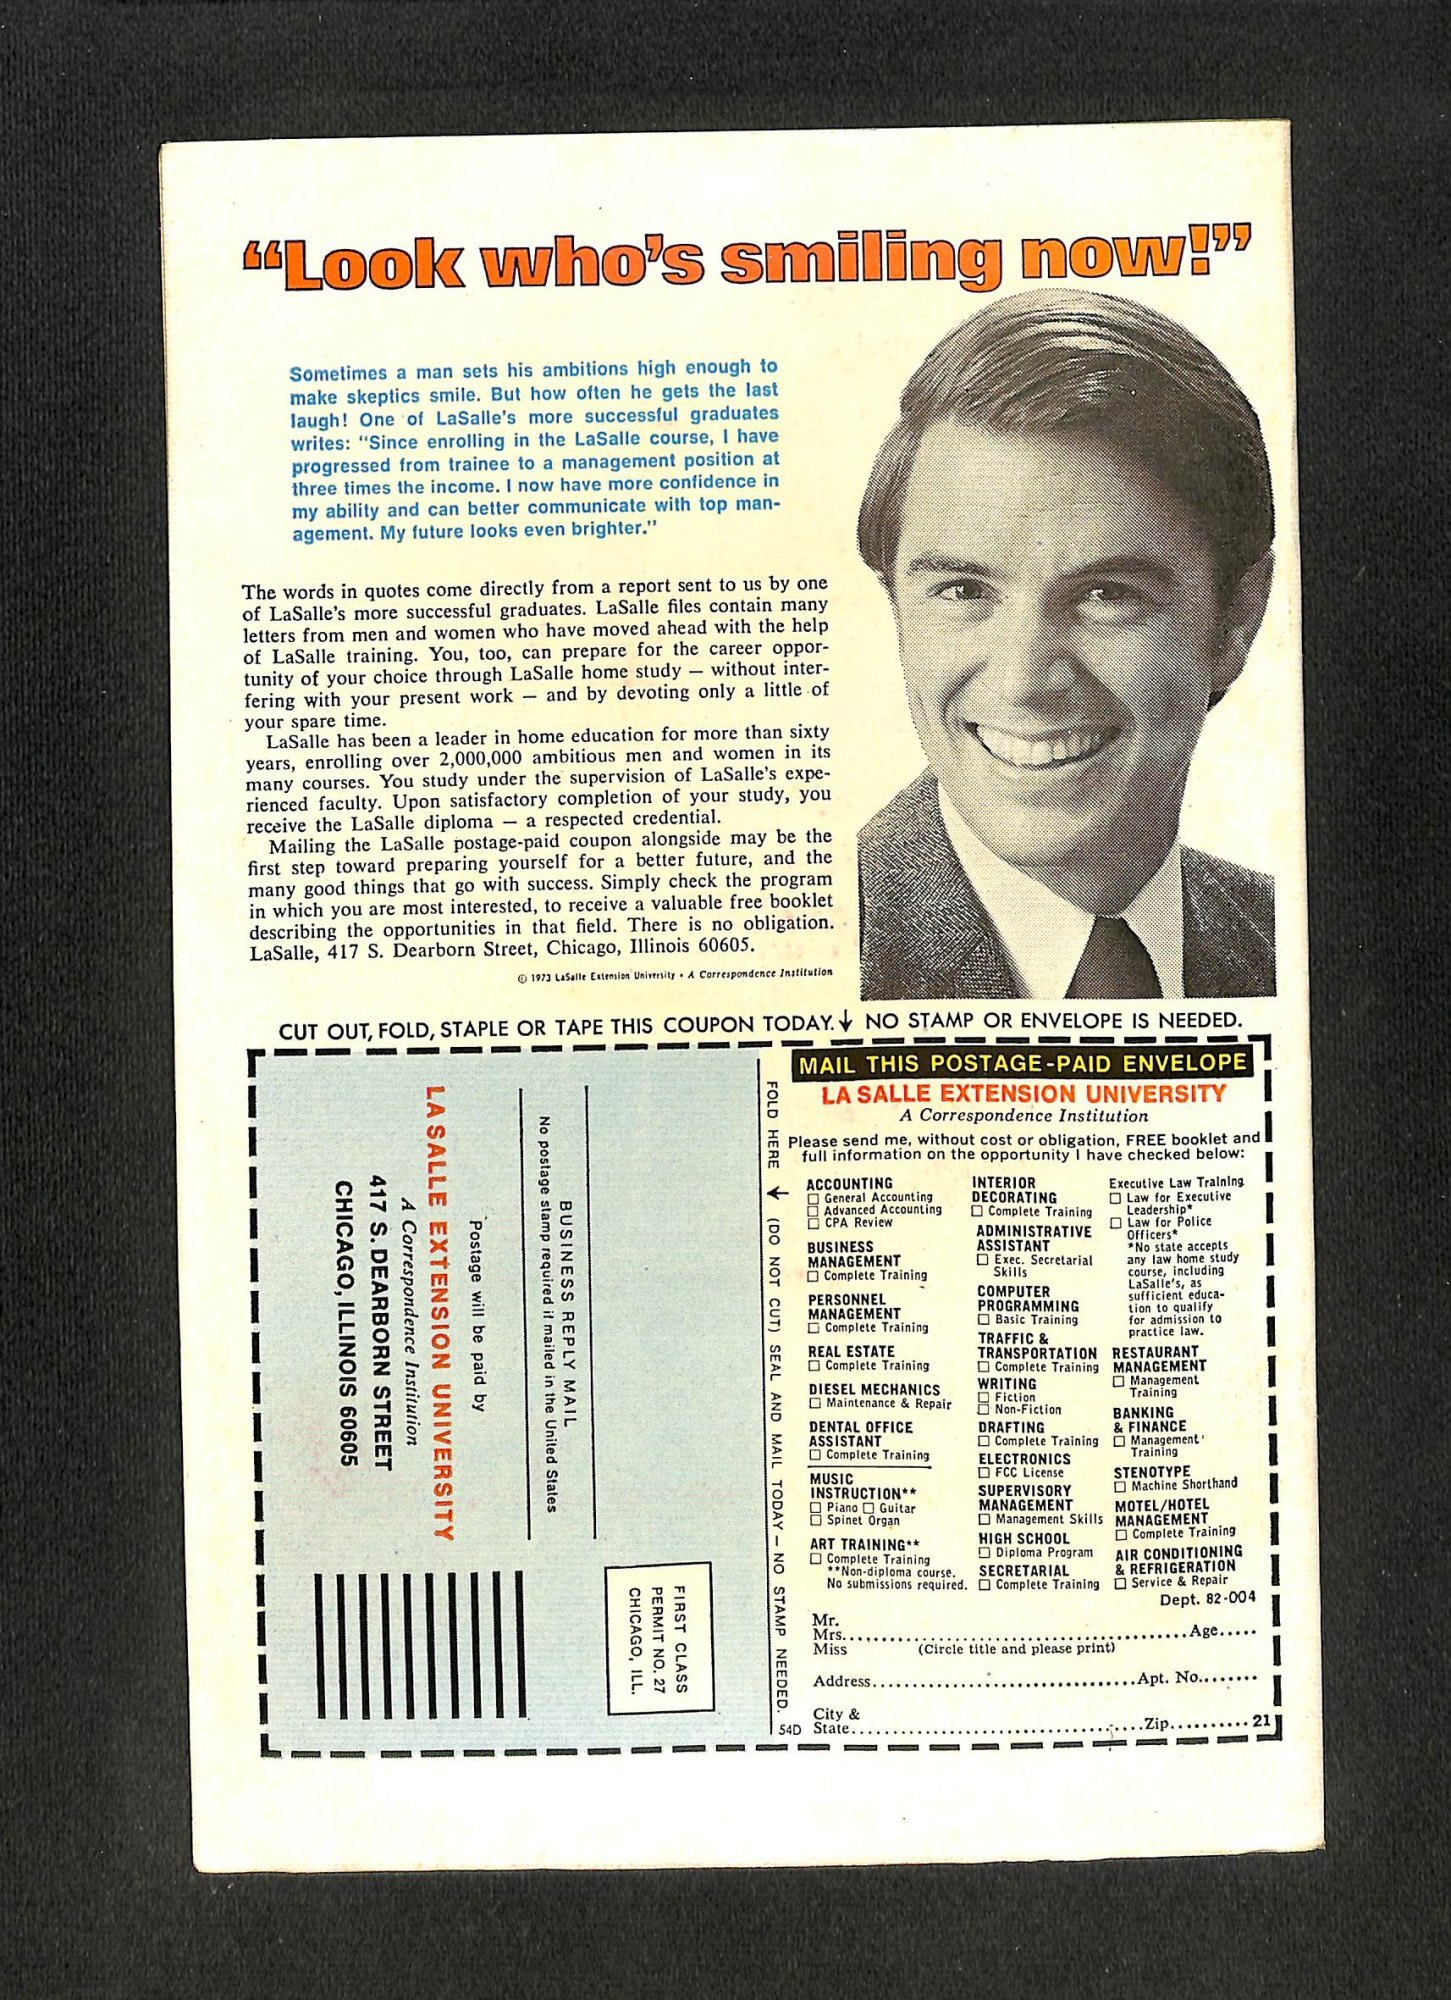 “Look who's smiling now!”
Sometimes a man sets his ambitions high enough to
make skeptics smile. But how often he gets the last
laugh! One of LaSalle's more successful graduates
writes: “Since enrolling in the LaSalle course, I have
progressed from trainee to a management position at
three times the income. I now have more confidence in
my ability and can better communicate with top man-
agement. My future looks even brighter.”
The words in quotes come directly from a report sent to us by one
of LaSalle's more successful graduates. LaSalle files contain many
letters from men and women who have moved ahead with the help
of LaSalle training. You, too, can prepare for the career oppor-
tunity of your choice through LaSalle home study — without inter-
fering with your present work — and by devoting only a little of
your spare time.
LaSalle has been a leader in home education for more than sixty
years, enrolling over 2,000,000 ambitious men and women in its
many courses. You study under the supervision of LaSalle's expe-
rienced faculty. Upon satisfactory completion of your study, you
receive the LaSalle diploma — a respected credential.
Mailing the LaSalle postage-paid coupon alongside may be the
first step toward preparing yourself for a better future, and the
many good things that go with success. Simply check the program
in which you are most interested, to receive a valuable free booklet
describing the opportunities in that field. There is no obligation.
LaSalle, 417 S. Dearborn Street, Chicago, Illinois 60605.
© 1973 LaSalle Extension University • A Correspondence Institution
CUT OUT, FOLD, STAPLE OR TAPE THIS COUPON TODAY.↓ NO STAMP OR ENVELOPE IS NEEDED.
FIRST CLASS
PERMIT NO. 27
CHICAGO, ILL.
BUSINESS REPLY MAIL
No postage stamp required if mailed in the United States
Postage will be paid by
LA SALLE EXTENSION UNIVERSITY
A Correspondence Institution
417 S. DEARBORN STREET
CHICAGO, ILLINOIS 60605
FOLD HERE → (DO NOT CUT) SEAL AND MAIL TODAY — NO STAMP NEEDED.
54D
MAIL THIS POSTAGE-PAID ENVELOPE
LA SALLE EXTENSION UNIVERSITY
A Correspondence Institution
Please send me, without cost or obligation, FREE booklet and
full information on the opportunity I have checked below:
ACCOUNTING
☐ General Accounting
☐ Advanced Accounting
☐ CPA Review
BUSINESS
MANAGEMENT
☐ Complete Training
PERSONNEL
MANAGEMENT
☐ Complete Training
REAL ESTATE
☐ Complete Training
DIESEL MECHANICS
☐ Maintenance & Repair
DENTAL OFFICE
ASSISTANT
☐ Complete Training
MUSIC
INSTRUCTION**
☐ Piano ☐ Guitar
☐ Spinet Organ
ART TRAINING**
☐ Complete Training
**Non-diploma course.
No submissions required.
INTERIOR
DECORATING
☐ Complete Training
ADMINISTRATIVE
ASSISTANT
☐ Exec. Secretarial
Skills
COMPUTER
PROGRAMMING
☐ Basic Training
TRAFFIC &
TRANSPORTATION
☐ Complete Training
WRITING
☐ Fiction
☐ Non-Fiction
DRAFTING
☐ Complete Training
ELECTRONICS
☐ FCC License
SUPERVISORY
MANAGEMENT
☐ Management Skills
HIGH SCHOOL
☐ Diploma Program
SECRETARIAL
☐ Complete Training
Executive Law Training
☐ Law for Executive
Leadership*
☐ Law for Police
Officers*
*No state accepts
any law home study
course, including
LaSalle's, as
sufficient educa-
tion to qualify
for admission to
practice law.
RESTAURANT
MANAGEMENT
☐ Management
Training
BANKING
& FINANCE
☐ Management
Training
STENOTYPE
☐ Machine Shorthand
MOTEL/HOTEL
MANAGEMENT
☐ Complete Training
AIR CONDITIONING
& REFRIGERATION
☐ Service & Repair
Dept. 82-004
Mr.
Mrs. Age
Miss (Circle title and please print)
Address Apt. No.
City &
State Zip 21